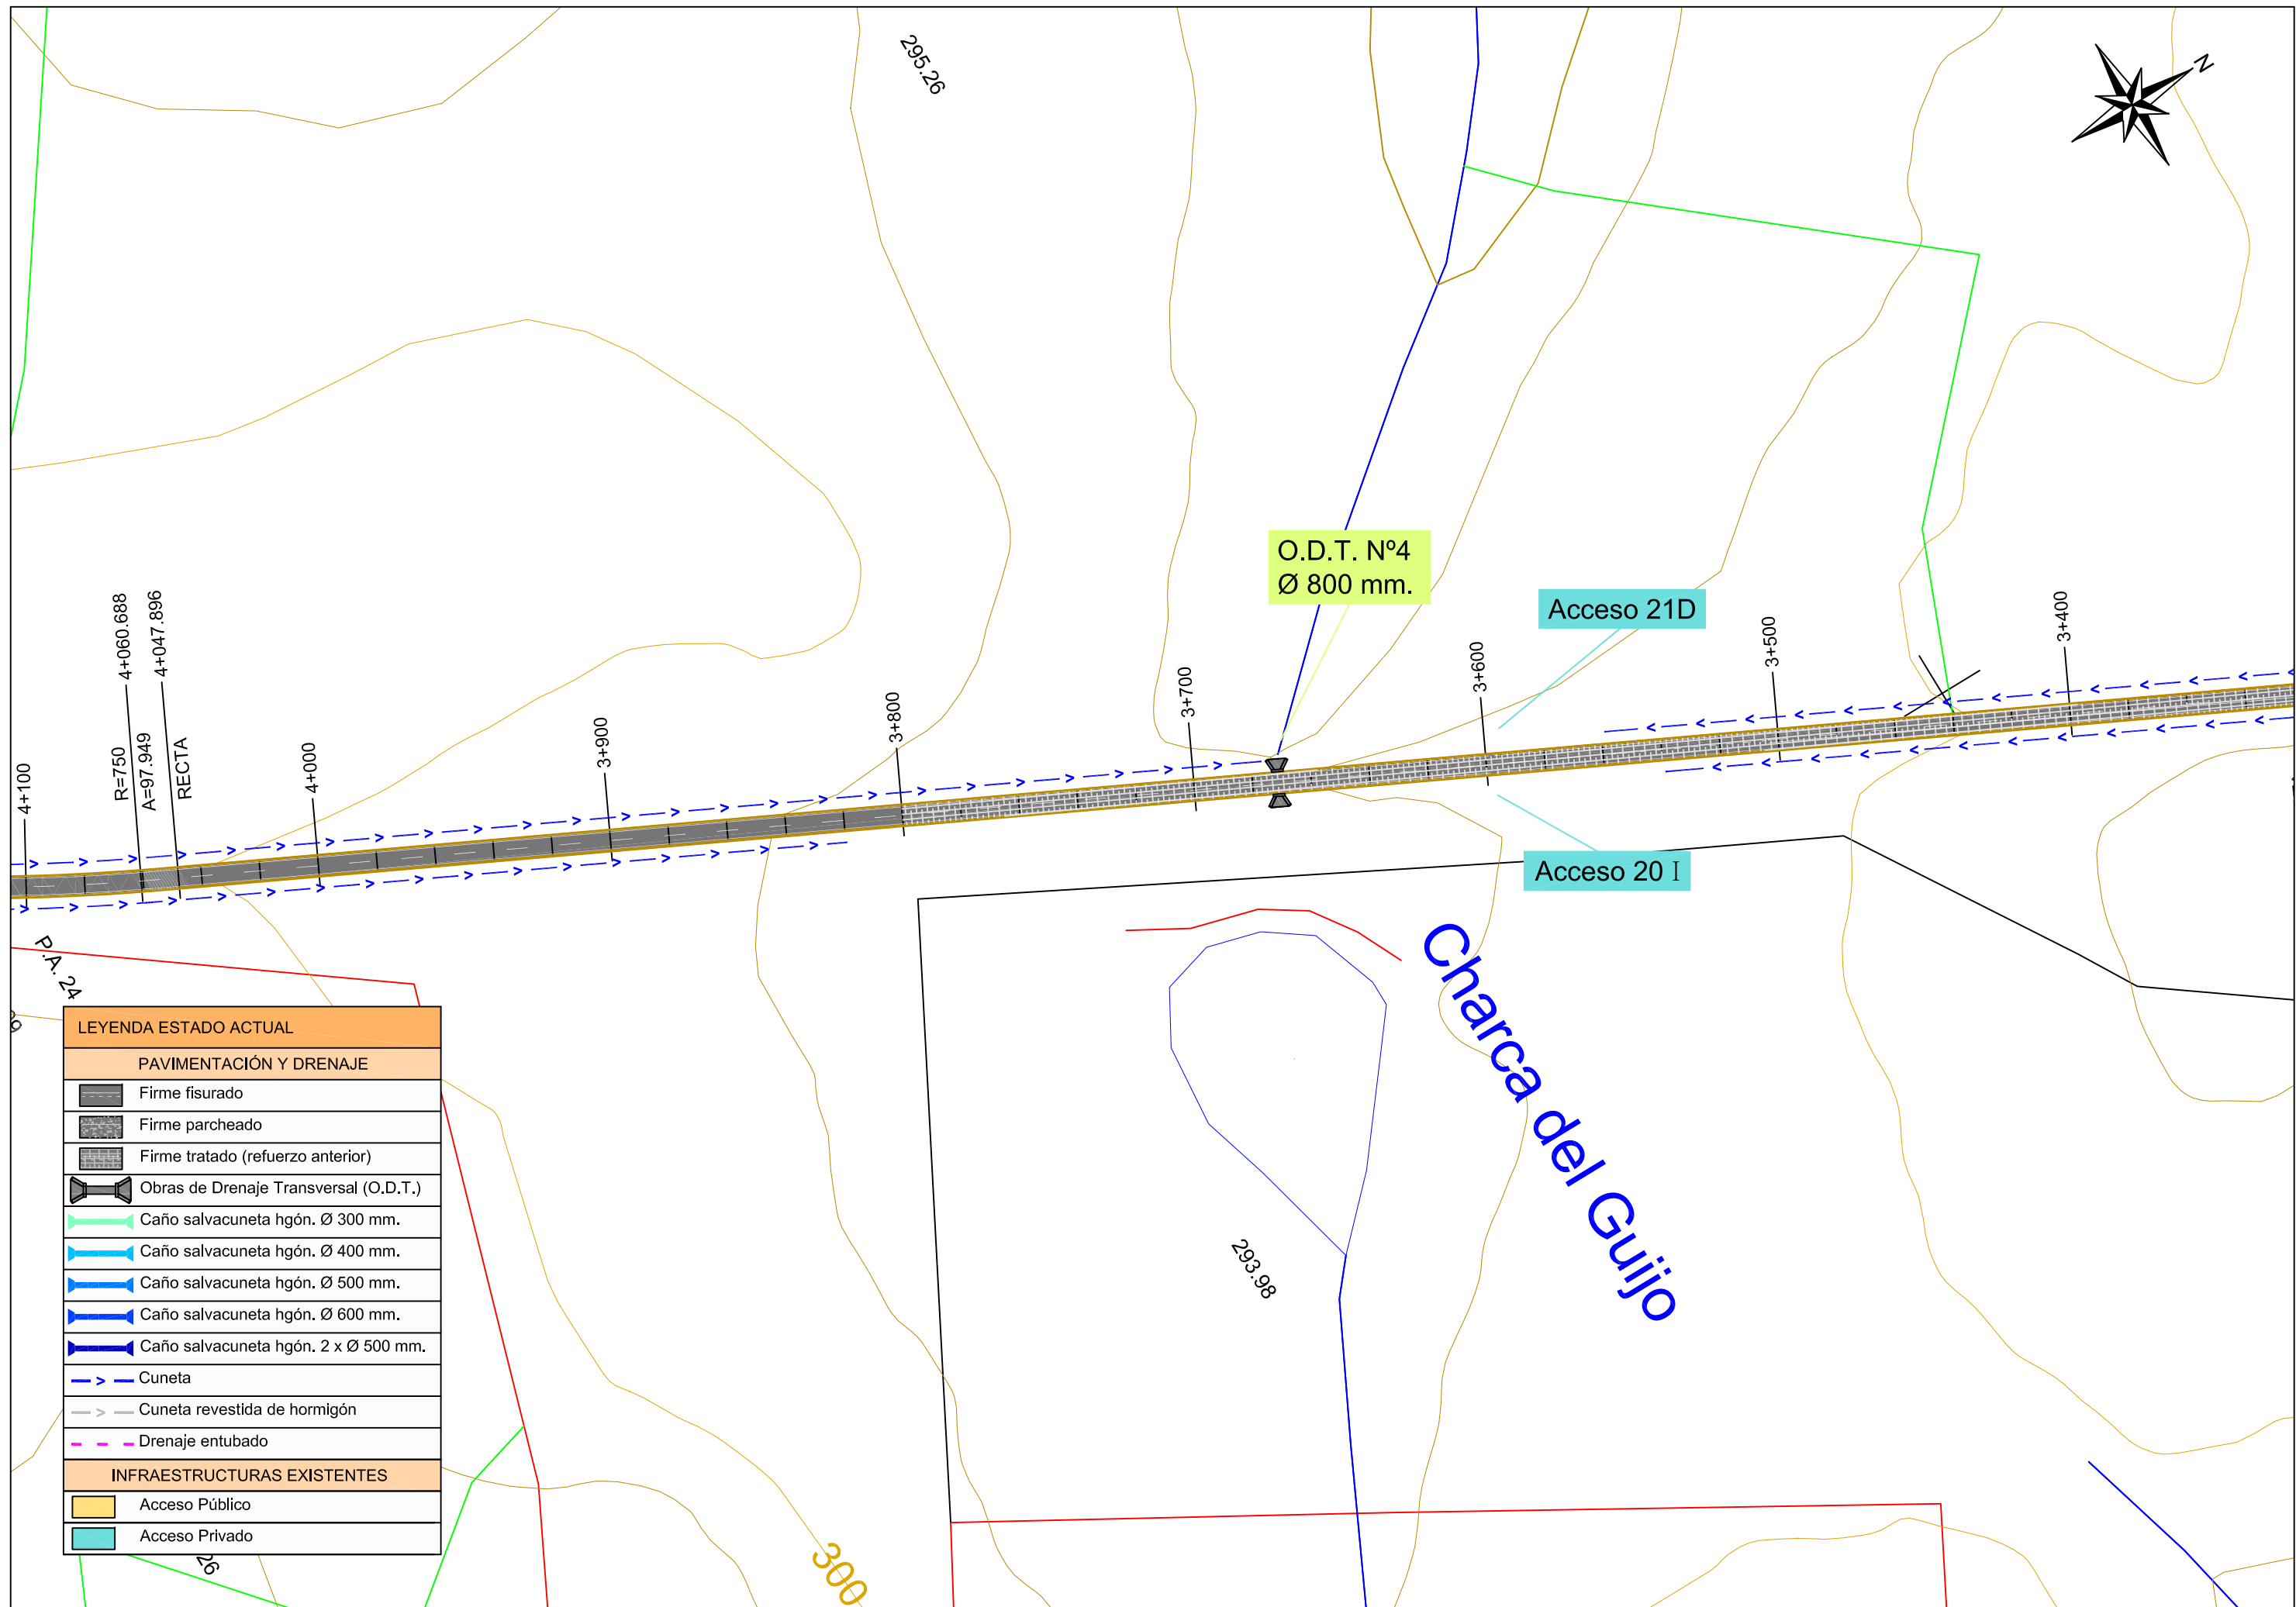 295.26
N
O.D.T. Nº4
Ø 800 mm.
Acceso 21D
4+100
R=750
4+060.688
A=97.949
4+047.896
RECTA
4+000
3+900
3+800
3+700
3+600
3+500
3+400
Acceso 20 I
Charca del Guijo
293.98
300
P.A. 24
LEYENDA ESTADO ACTUAL
PAVIMENTACIÓN Y DRENAJE
Firme fisurado
Firme parcheado
Firme tratado (refuerzo anterior)
Obras de Drenaje Transversal (O.D.T.)
Caño salvacuneta hgón. Ø 300 mm.
Caño salvacuneta hgón. Ø 400 mm.
Caño salvacuneta hgón. Ø 500 mm.
Caño salvacuneta hgón. Ø 600 mm.
Caño salvacuneta hgón. 2 x Ø 500 mm.
Cuneta
Cuneta revestida de hormigón
Drenaje entubado
INFRAESTRUCTURAS EXISTENTES
Acceso Público
Acceso Privado
26